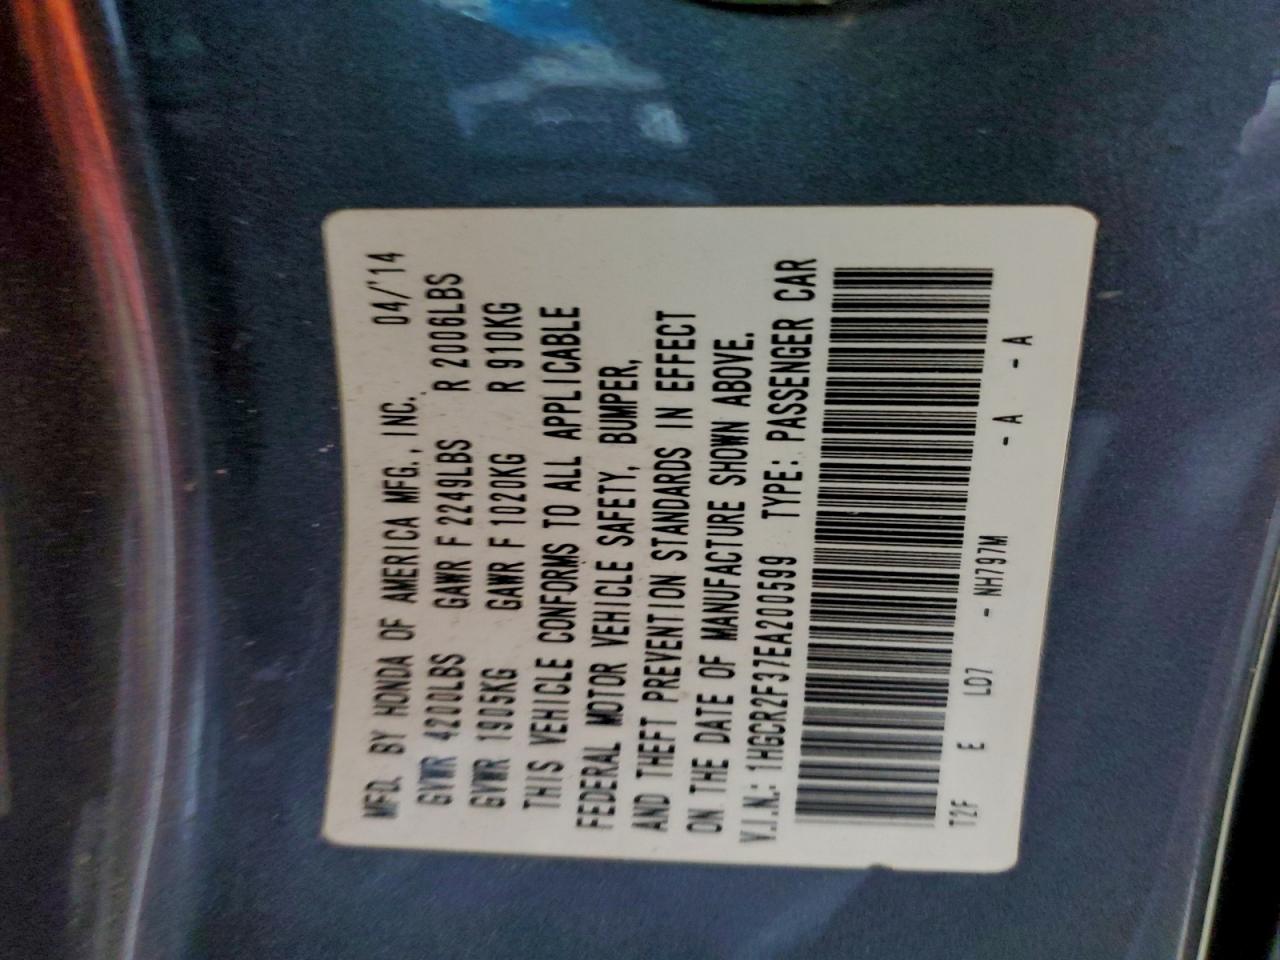 MFD. BY HONDA OF AMERICA MFG., INC. 04/'14
GVWR 4200LBS GAWR F 2249LBS R 2006LBS
GVWR 1905KG GAWR F 1020KG R 910KG
THIS VEHICLE CONFORMS TO ALL APPLICABLE
FEDERAL MOTOR VEHICLE SAFETY, BUMPER,
AND THEFT PREVENTION STANDARDS IN EFFECT
ON THE DATE OF MANUFACTURE SHOWN ABOVE.
V.I.N.: 1HGCR2F37EA200599 TYPE: PASSENGER CAR
T2F E LD7 - NH797M - A - A